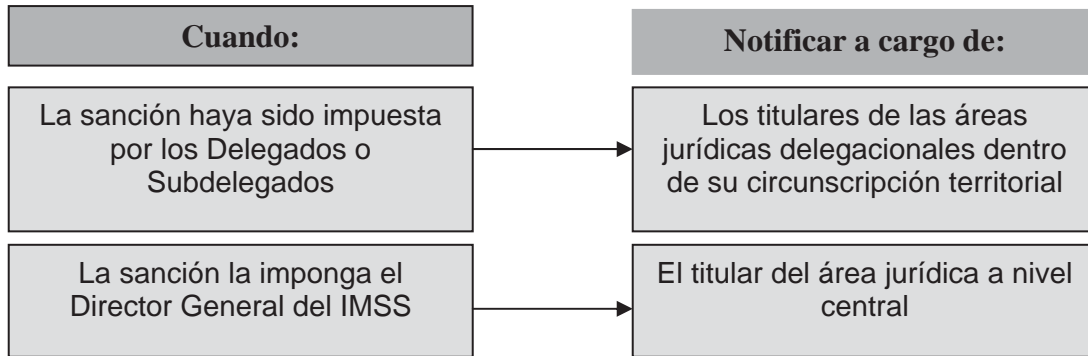 Cuando:
Notificar a cargo de:
La sanción haya sido impuesta
por los Delegados o
Subdelegados
Los titulares de las áreas
jurídicas delegacionales dentro
de su circunscripción territorial
La sanción la imponga el
Director General del IMSS
El titular del área jurídica a nivel
central